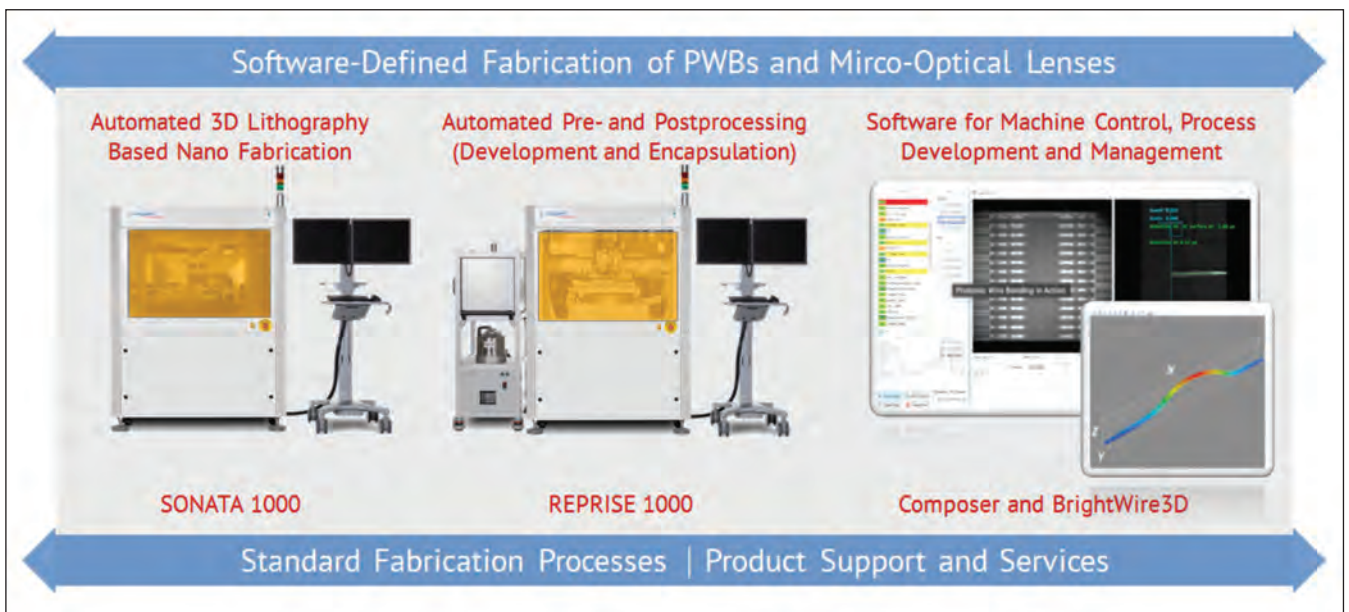 Software-Defined Fabrication of PWBs and Mirco-Optical Lenses
Automated 3D Lithography
Based Nano Fabrication
Automated Pre- and Postprocessing
(Development and Encapsulation)
Software for Machine Control, Process
Development and Management
Photonic Wire Bonding in Action
X
Z
Y
SONATA 1000
REPRISE 1000
Composer and BrightWire3D
Standard Fabrication Processes | Product Support and Services